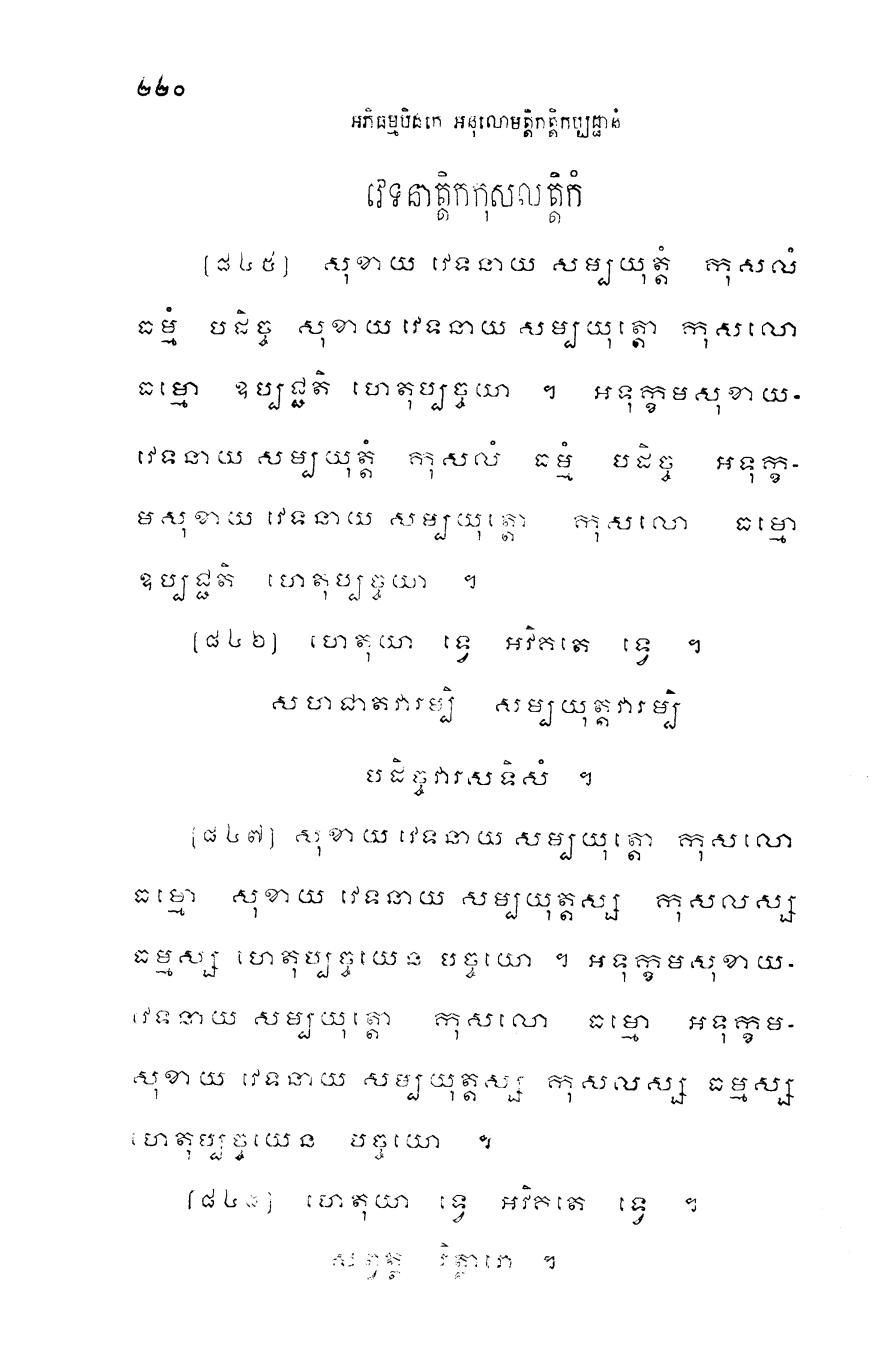 ២២០
អភិធម្មបិដកេ អនុលោមត្តិកត្តិកប្បដ្ឋានំ
វេទនាត្តិកកុសលត្តិកំ
[៨៤៥] សុខាយ វេទនាយ សម្បយុត្តំ កុសលំ
ធម្មំ បដិច្ច សុខាយ វេទនាយ សម្បយុត្តោ កុសលោ
ធម្មោ ឧប្បជ្ជតិ ហេតុប្បច្ចយា ។ អទុក្ខមសុខាយ-
វេទនាយ សម្បយុត្តំ កុសលំ ធម្មំ បដិច្ច អទុក្ខ-
មសុខាយ វេទនាយ សម្បយុត្តោ កុសលោ ធម្មោ
ឧប្បជ្ជតិ ហេតុប្បច្ចយា ។
[៨៤៦] ហេតុយា ទ្វេ អវិគតេ ទ្វេ ។
សហជាតវារម្បិ សម្បយុត្តវារម្បិ
បដិច្ចវារសទិសំ ។
[៨៤៧] សុខាយ វេទនាយ សម្បយុត្តោ កុសលោ
ធម្មោ សុខាយ វេទនាយ សម្បយុត្តស្ស កុសលស្ស
ធម្មស្ស ហេតុប្បច្ចយេន បច្ចយោ ។ អទុក្ខមសុខាយ-
វេទនាយ សម្បយុត្តោ កុសលោ ធម្មោ អទុក្ខម-
សុខាយ វេទនាយ សម្បយុត្តស្ស កុសលស្ស ធម្មស្ស
ហេតុប្បច្ចយេន បច្ចយោ ។
[៨៤៨] ហេតុយា ទ្វេ អវិគតេ ទ្វេ ។
សព្វត្ថ វិត្ថារោ ។